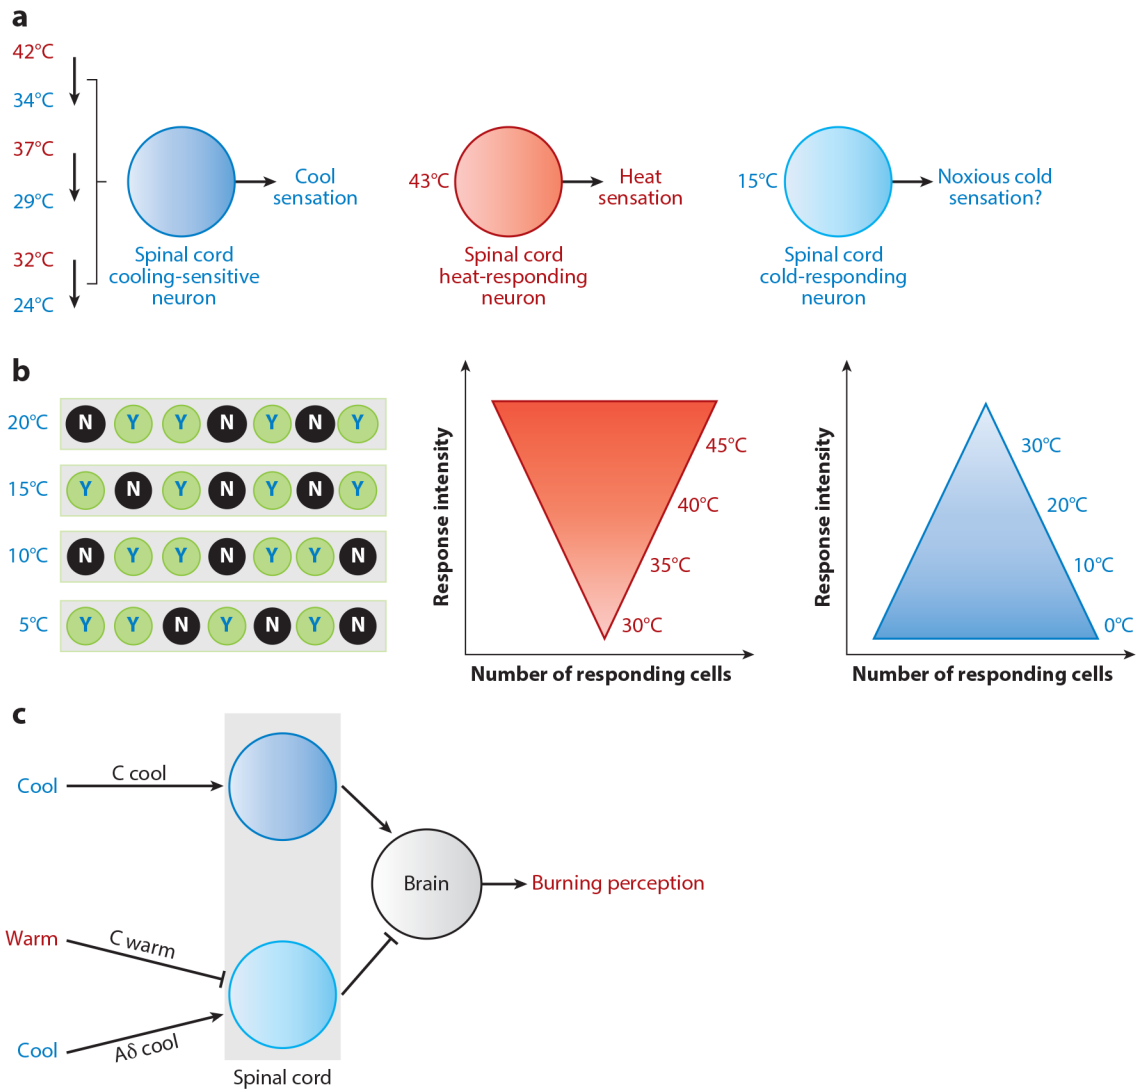 a
42°C
34°C
37°C
29°C
32°C
24°C
Cool
sensation
Spinal cord
cooling-sensitive
neuron
43°C
Heat
sensation
Spinal cord
heat-responding
neuron
15°C
Noxious cold
sensation?
Spinal cord
cold-responding
neuron
b
20°C N Y Y N Y N Y
15°C Y N Y N Y N Y
10°C N Y Y N Y Y N
5°C Y Y N Y N Y N
Response intensity
45°C
40°C
35°C
30°C
Number of responding cells
Response intensity
30°C
20°C
10°C
0°C
Number of responding cells
c
Cool
C cool
Warm
C warm
Cool
Aδ cool
Brain
Burning perception
Spinal cord